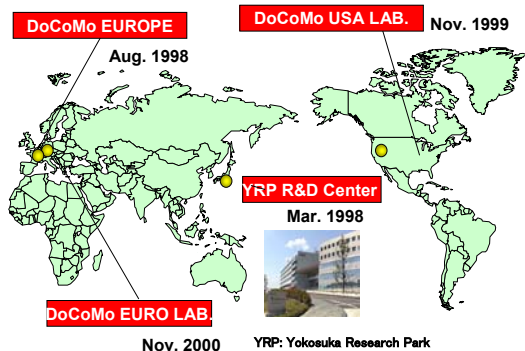 DoCoMo EUROPE
Aug. 1998
DoCoMo USA LAB.
Nov. 1999
YRP R&D Center
Mar. 1998
DoCoMo EURO LAB.
Nov. 2000
YRP: Yokosuka Research Park